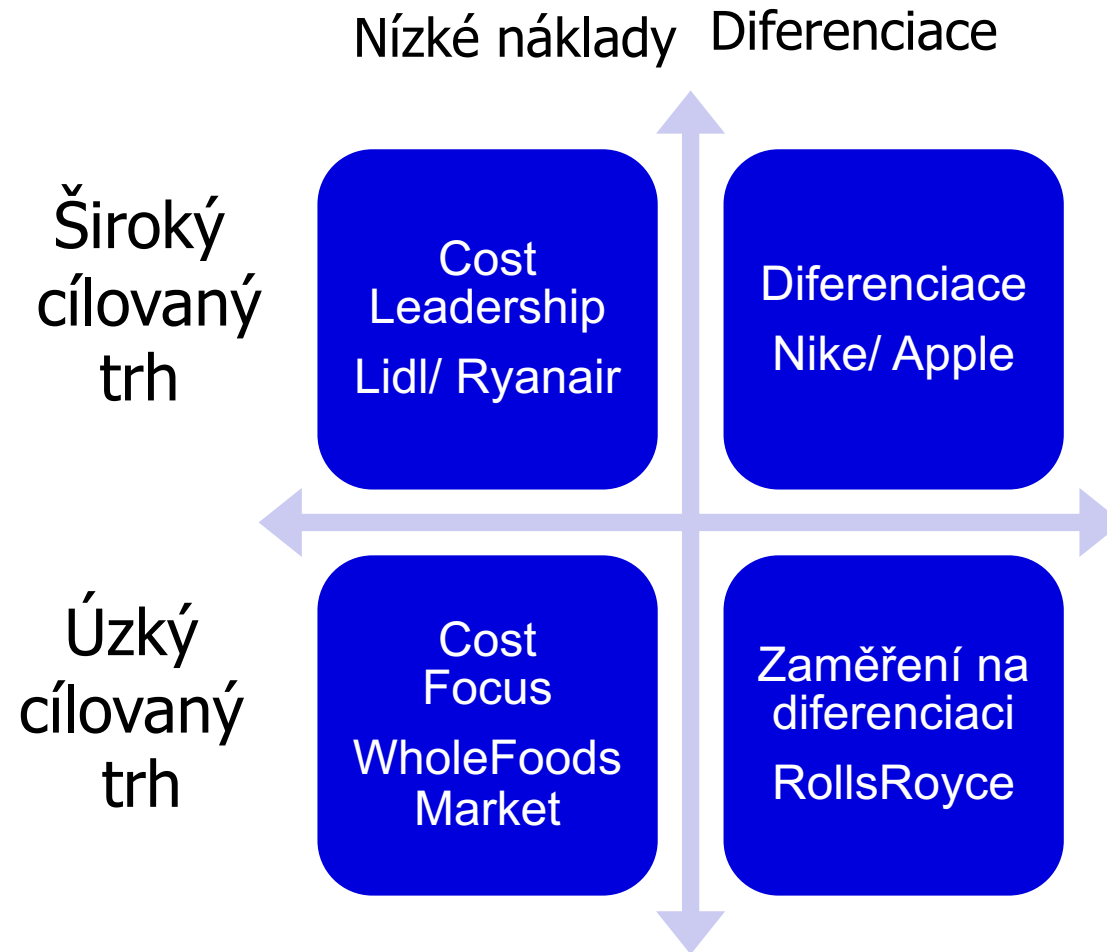 Nízké náklady Diferenciace
Široký
cílovaný
trh
Cost
Leadership
Lidl/ Ryanair
Diferenciace
Nike/ Apple
Úzký
cílovaný
trh
Cost
Focus
WholeFoods
Market
Zaměření na
diferenciaci
RollsRoyce